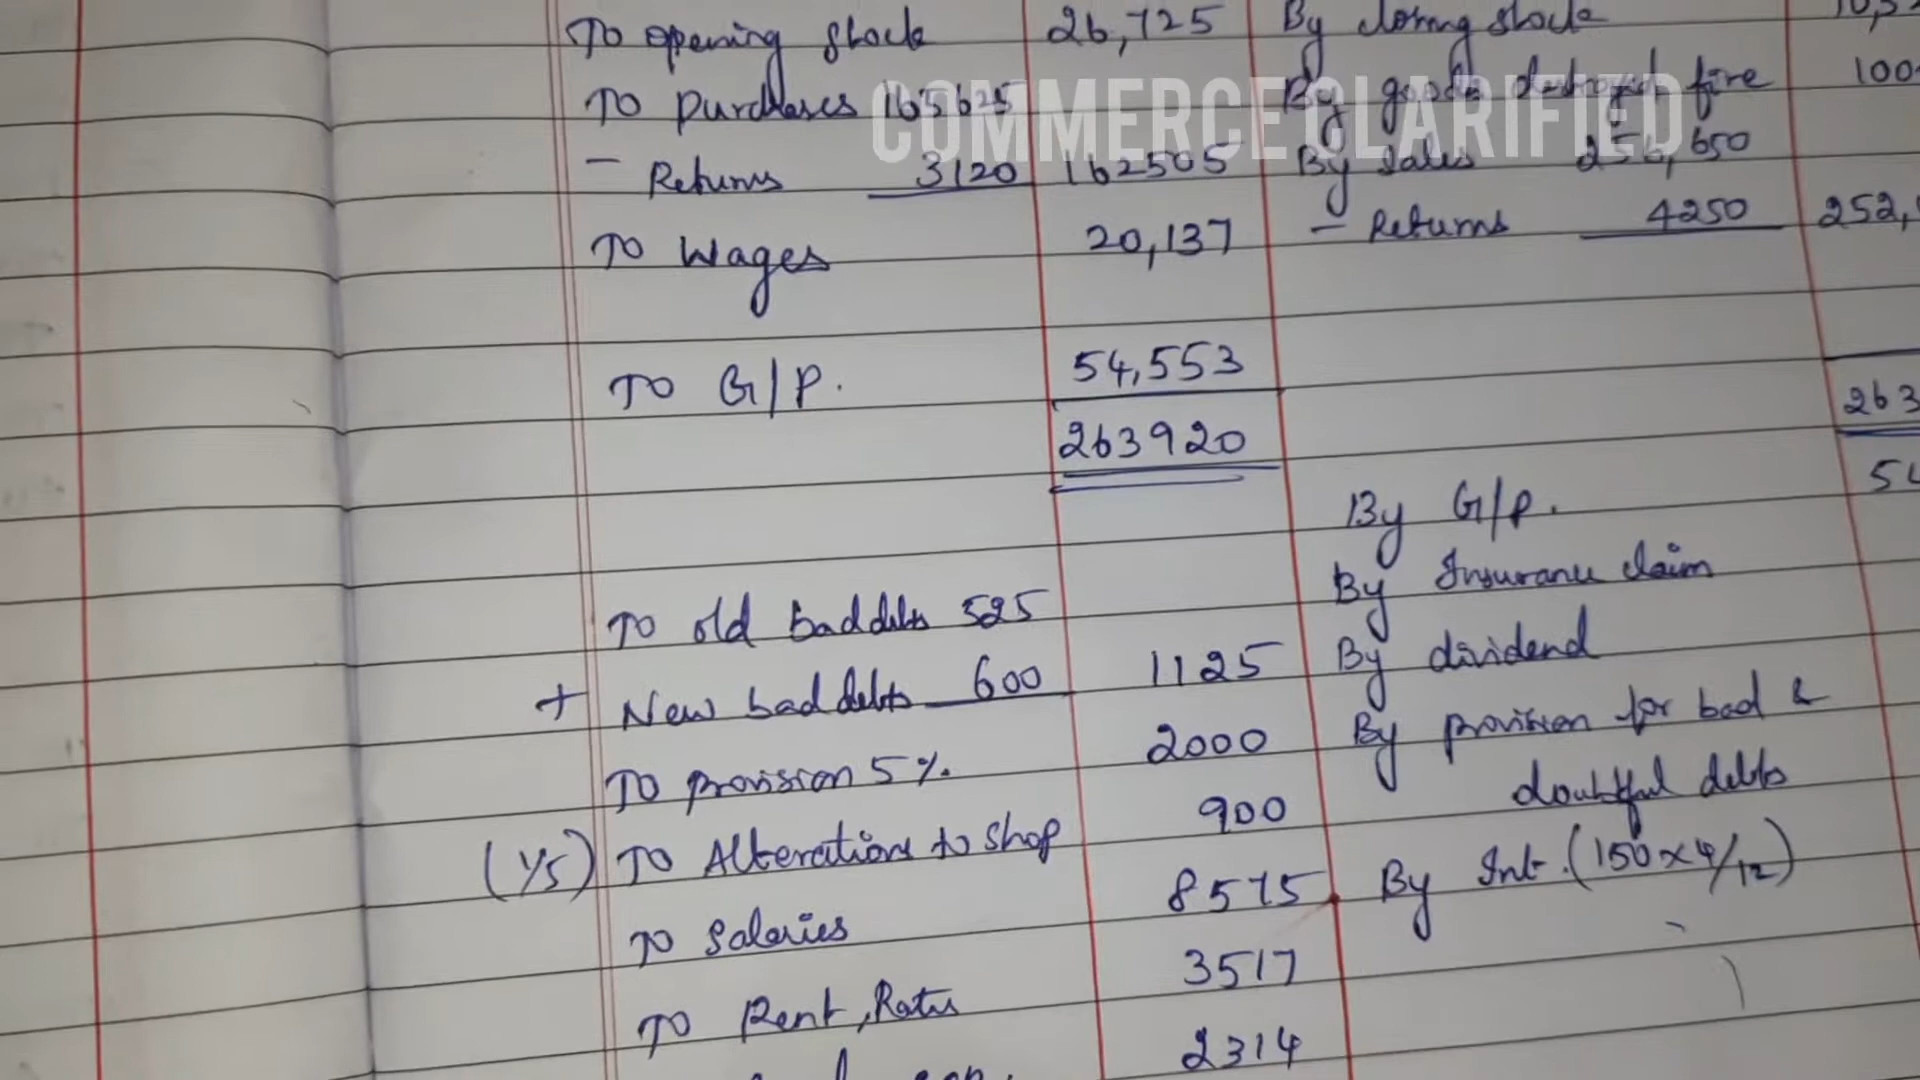 To opening stock 26,725 By closing stock
To purchases 165625 By goods destroyed fire 100
COMMERCE CLARIFIED
- Returns 3120 162505 By sales 256,650
To wages 20,137 - Returns 4250 252,
To G/P. 54,553
263920 263
By G/P. 54
By Insurance claim
To old bad debts 525
+ New bad debts 600 1125 By dividend
To provision 5%. 2000 By provision for bad &
doubtful debts
(1/5) To Alterations to shop 900
To salaries 8575 By Int. (150x4/12)
To Rent, Rates 3517
2314